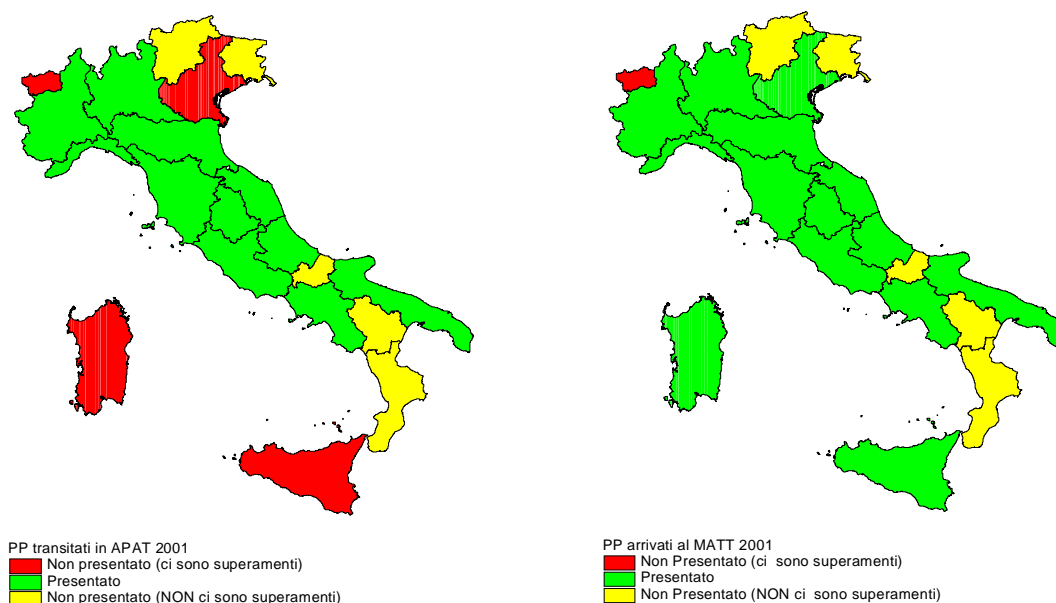 PP transitati in APAT 2001
Non presentato (ci sono superamenti)
Presentato
Non presentato (NON ci sono superamenti)
PP arrivati al MATT 2001
Non Presentato (ci  sono superamenti)
Presentato
Non Presentato (NON ci  sono superamenti)